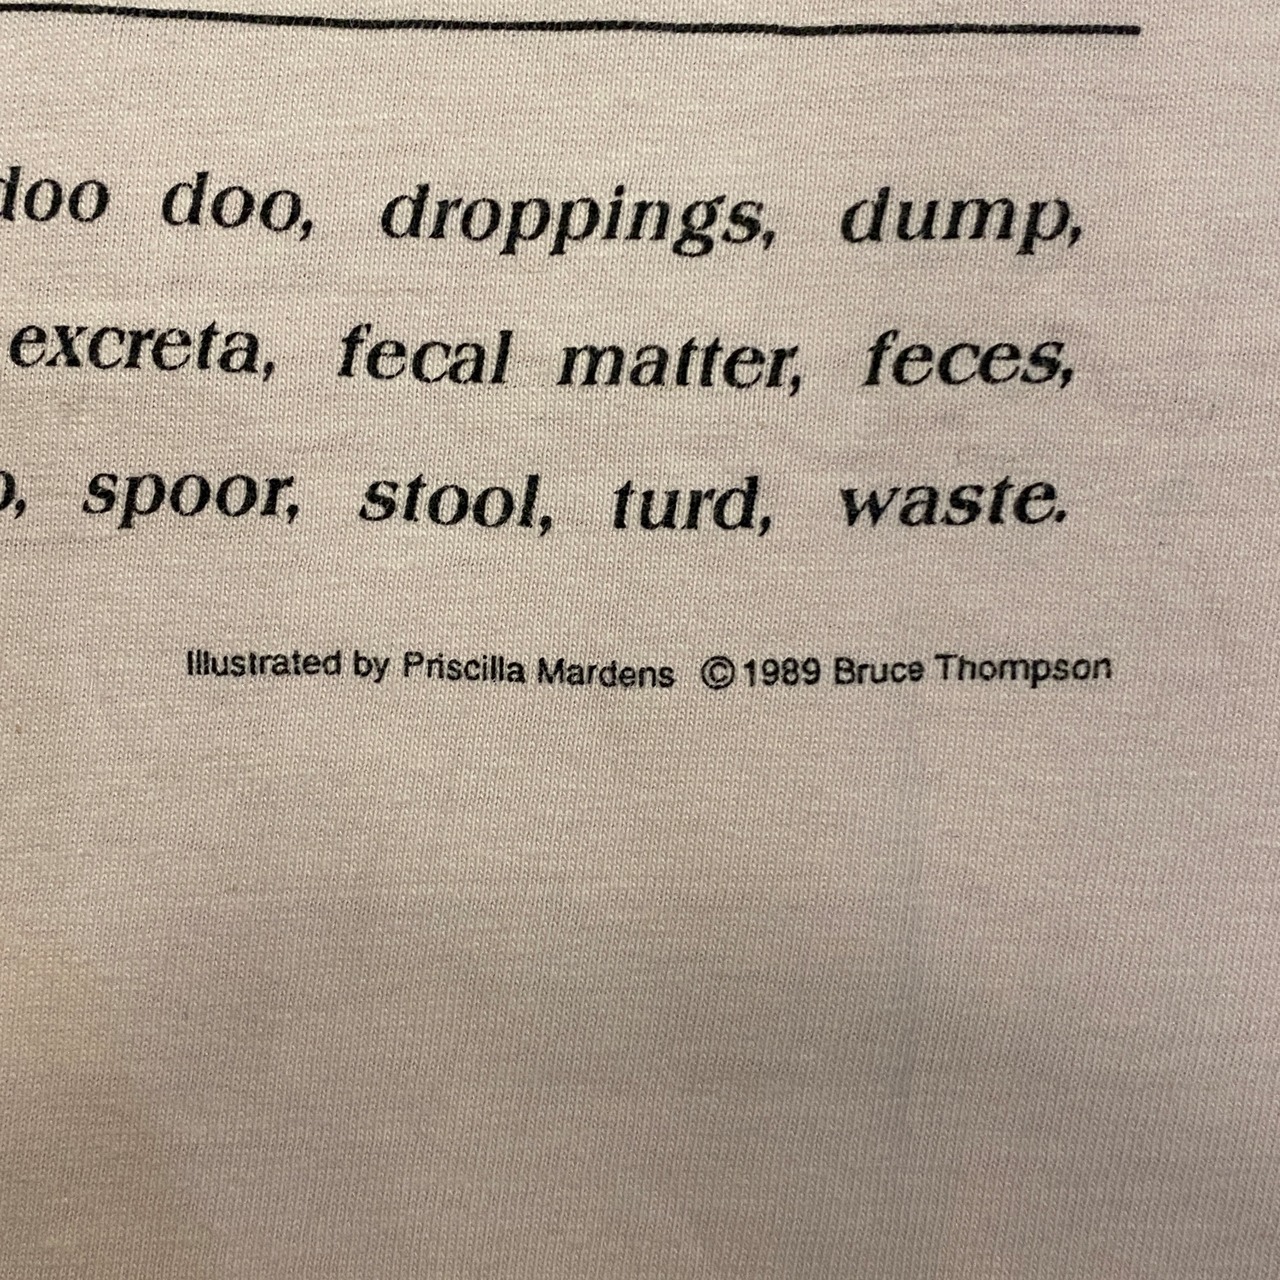 doo doo, droppings, dump,
excreta, fecal matter, feces,
spoor, stool, turd, waste.
Illustrated by Priscilla Mardens ©1989 Bruce Thompson